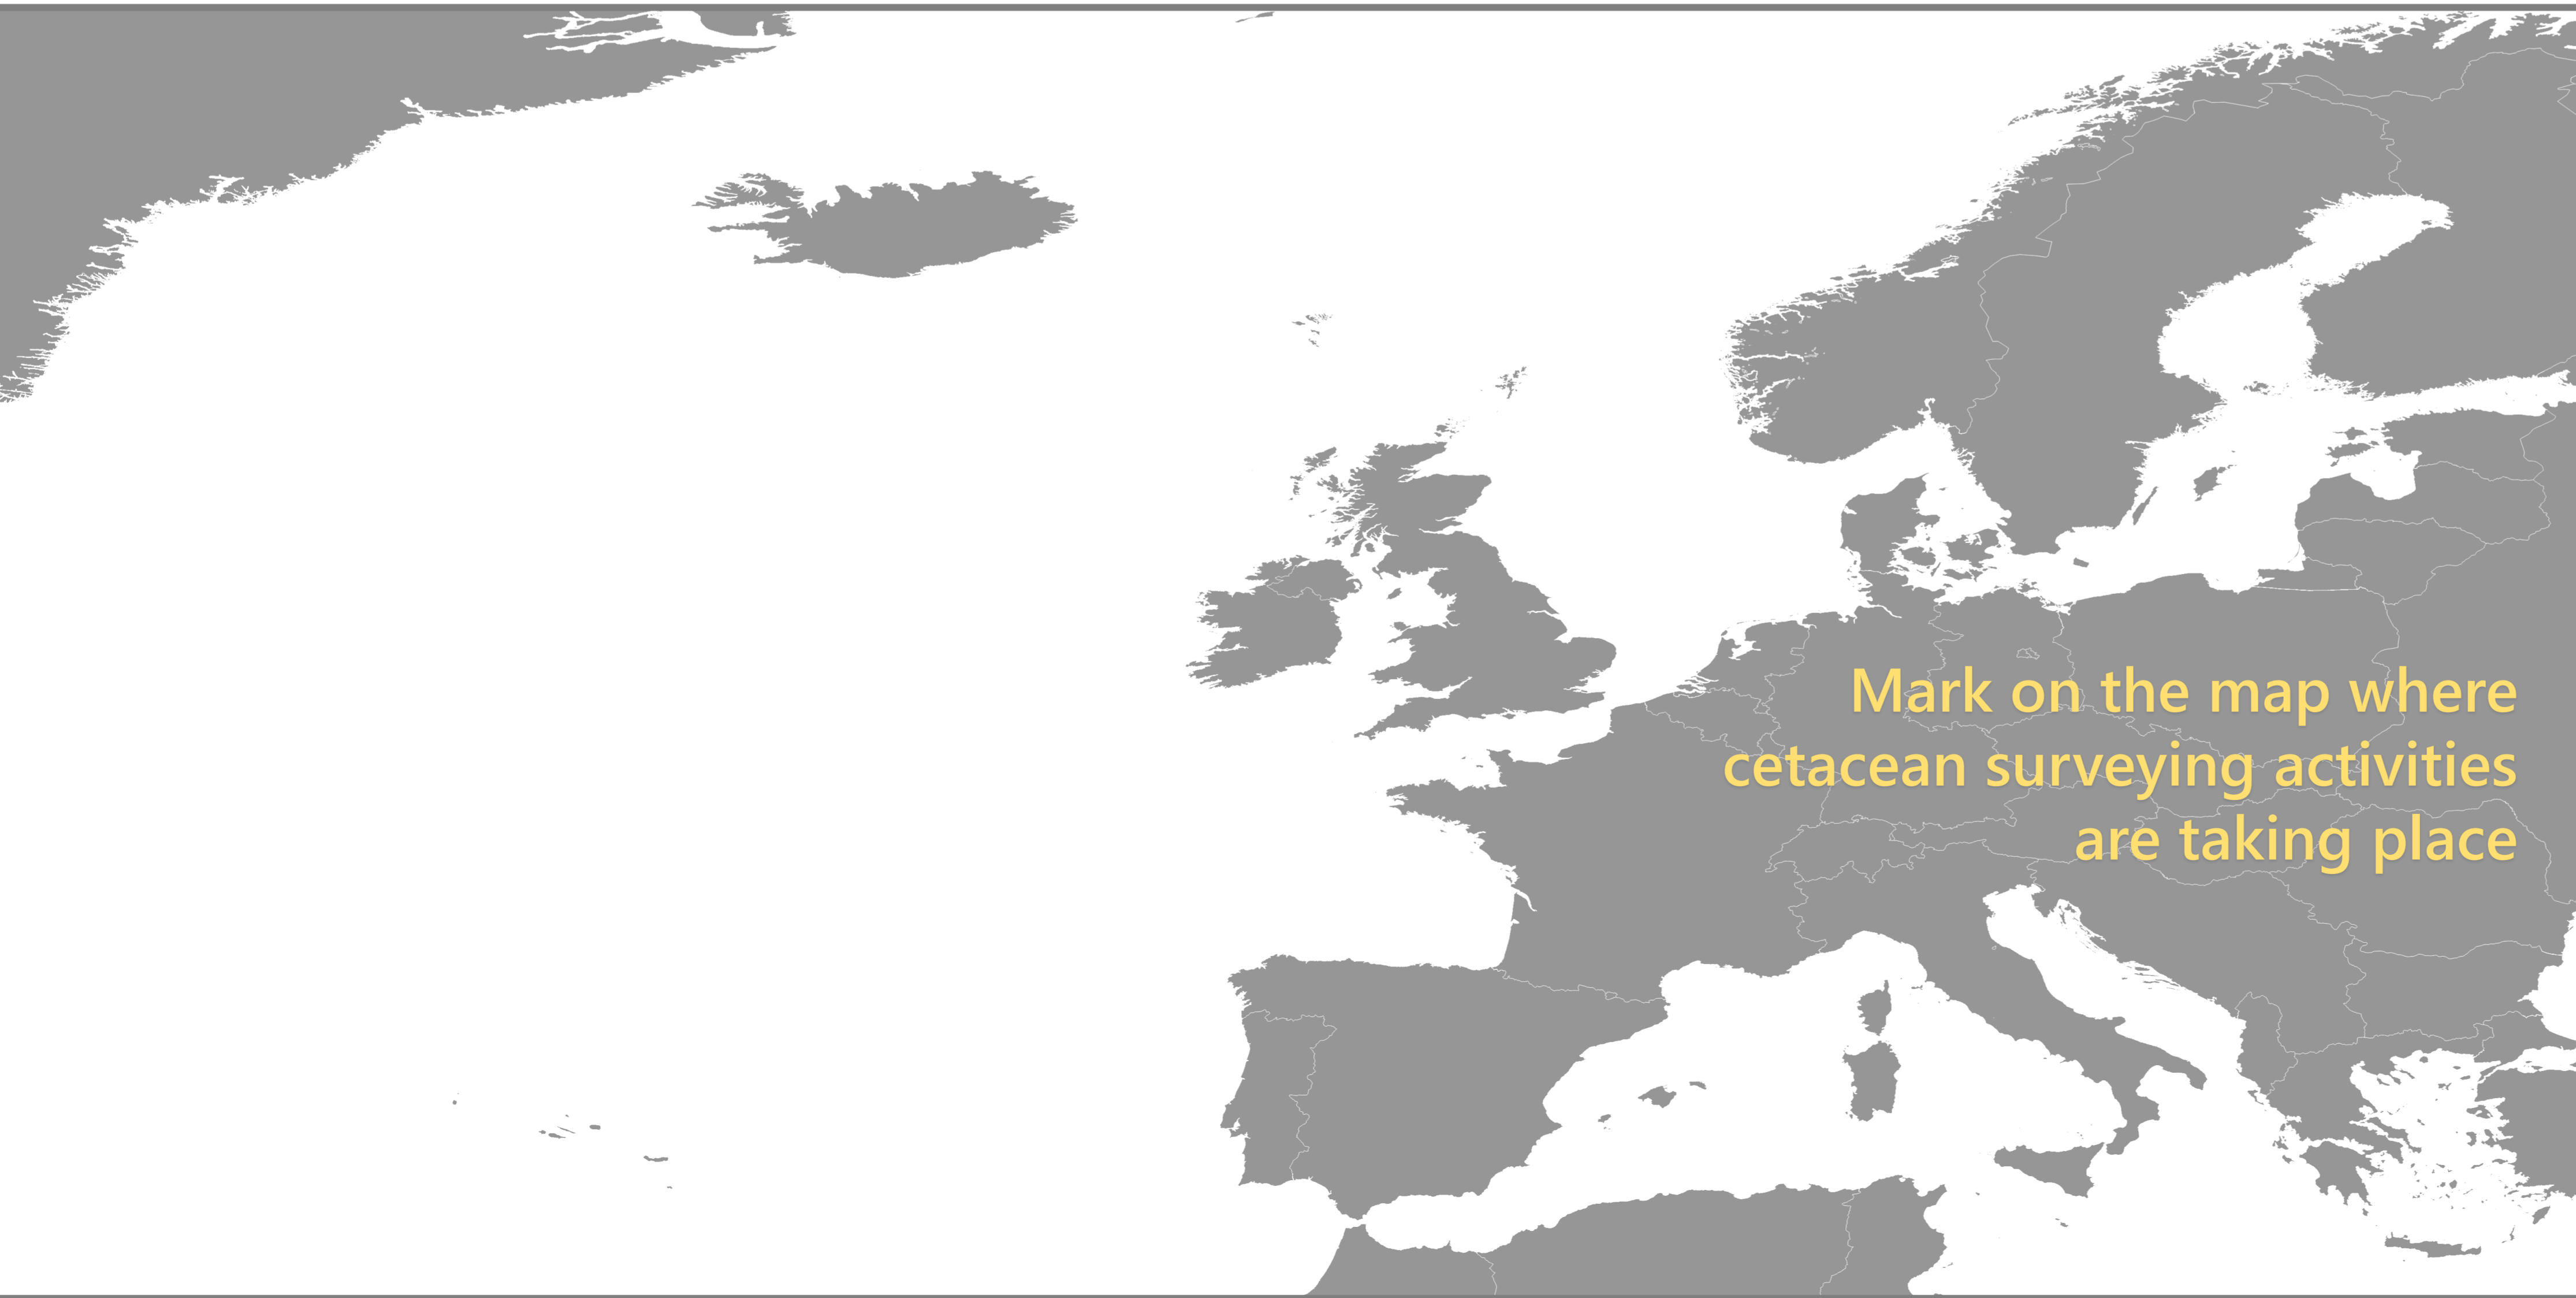 Mark on the map where
cetacean surveying activities
are taking place